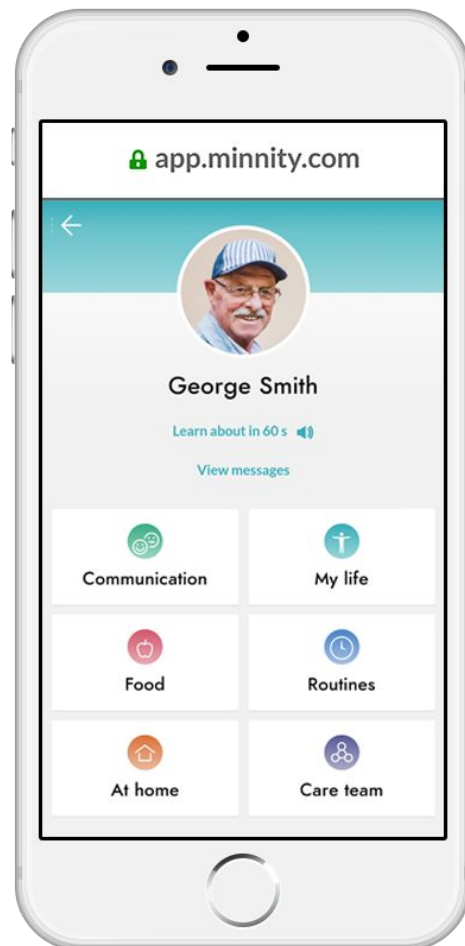 app.minnity.com
George Smith
Learn about in 60 s
View messages
Communication
My life
Food
Routines
At home
Care team